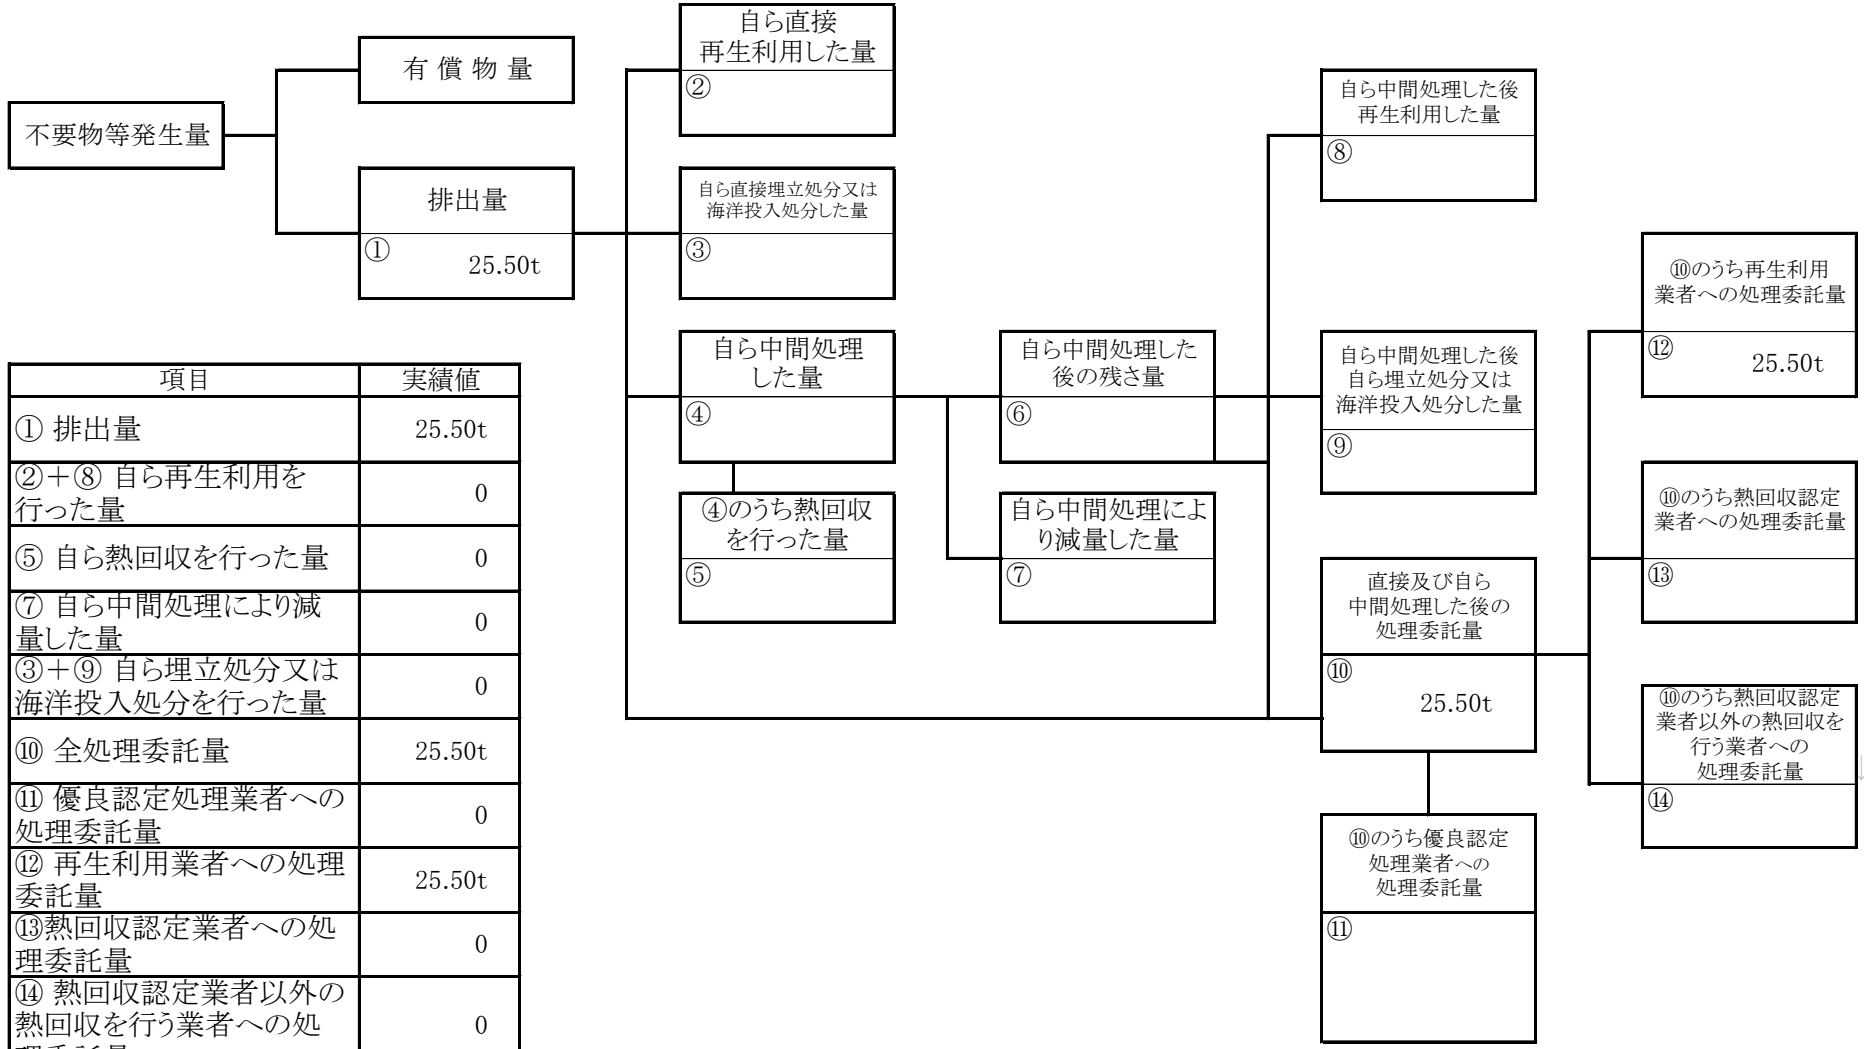 自ら直接
再生利用した量
②
有 償 物 量
不要物等発生量
自ら中間処理した後
再生利用した量
⑧
排出量
①
25.50t
自ら直接埋立処分又は
海洋投入処分した量
③
⑩のうち再生利用
業者への処理委託量
⑫
25.50t
自ら中間処理
した量
④
自ら中間処理した
後の残さ量
⑥
自ら中間処理した後
自ら埋立処分又は
海洋投入処分した量
⑨
④のうち熱回収
を行った量
⑤
自ら中間処理によ
り減量した量
⑦
⑩のうち熱回収認定
業者への処理委託量
⑬
直接及び自ら
中間処理した後の
処理委託量
⑩
25.50t
⑩のうち熱回収認定
業者以外の熱回収を
行う業者への
処理委託量
⑭
⑩のうち優良認定
処理業者への
処理委託量
⑪
項目 実績値
① 排出量 25.50t
②＋⑧ 自ら再生利用を
行った量 0
⑤ 自ら熱回収を行った量 0
⑦ 自ら中間処理により減
量した量 0
③＋⑨ 自ら埋立処分又は
海洋投入処分を行った量 0
⑩ 全処理委託量 25.50t
⑪ 優良認定処理業者への
処理委託量 0
⑫ 再生利用業者への処理
委託量 25.50t
⑬熱回収認定業者への処
理委託量 0
⑭ 熱回収認定業者以外の
熱回収を行う業者への処 0